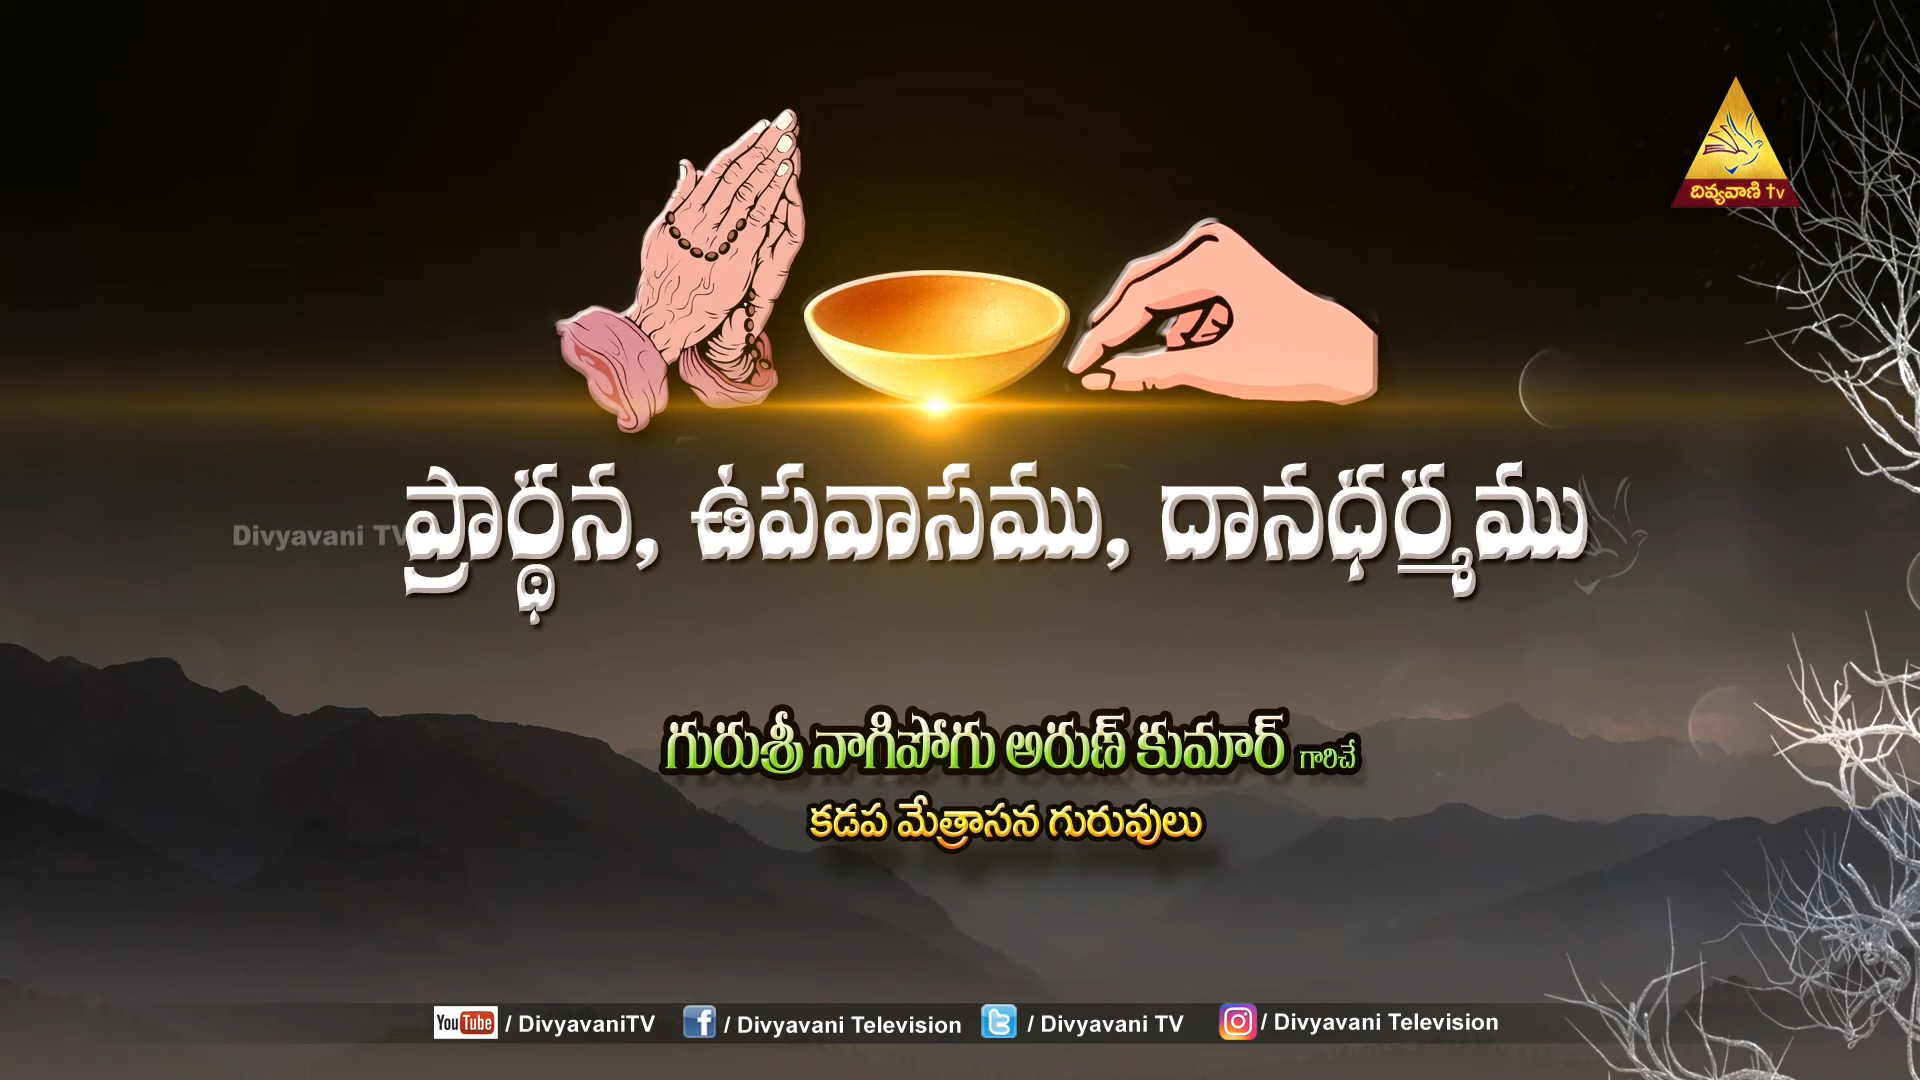 దివ్యవాణి tv
Divyavani TV
ప్రార్ధన, ఉపవాసము, దానధర్మము
గురుశ్రీ నాగిపోగు అరుణ్ కుమార్ గారిచే
కడప మేత్రాసన గురువులు
YouTube / DivyavaniTV f / Divyavani Television / Divyavani TV / Divyavani Television